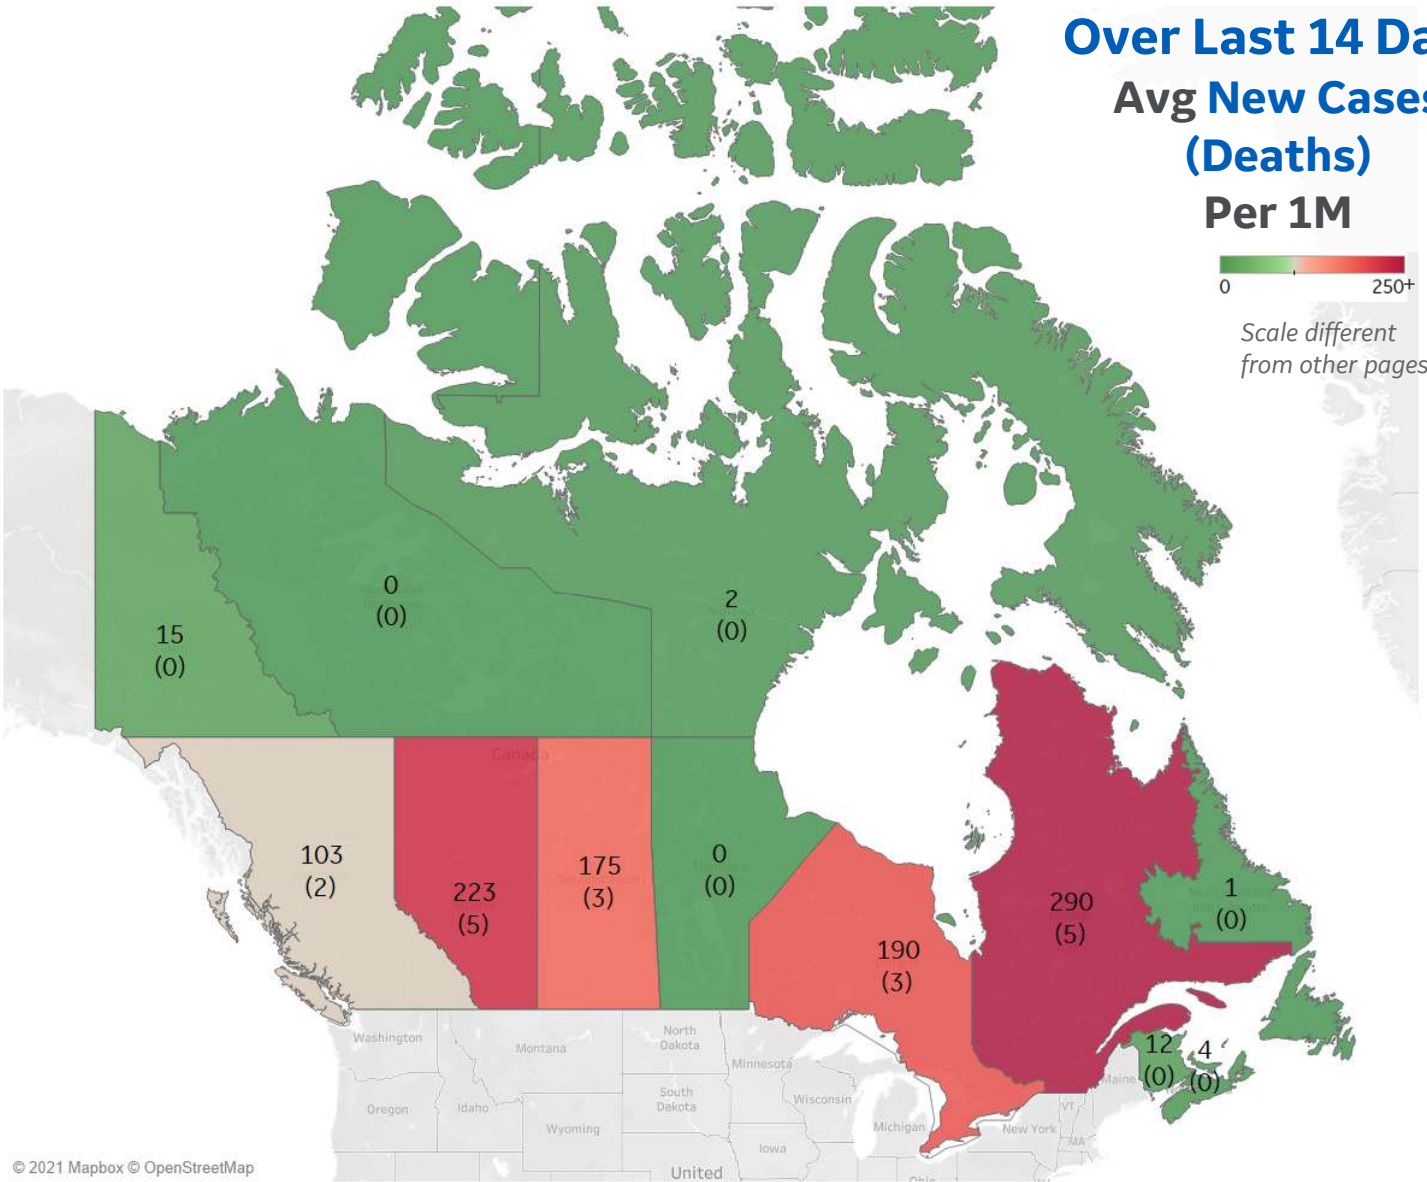 Over Last 14 Da
Avg New Cases
(Deaths)
Per 1M
0
250+
Scale different
from other pages
0
(0)
2
(0)
15
(0)
Canada
103
(2)
223
(5)
175
(3)
0
(0)
190
(3)
290
(5)
1
(0)
12
(0)
4
(0)
Washington
Montana
North
Dakota
Minnesota
Maine
Oregon
Idaho
South
Dakota
Wisconsin
Michigan
VT
New York
MA
Wyoming
Iowa
Ohio
United
© 2021 Mapbox © OpenStreetMap